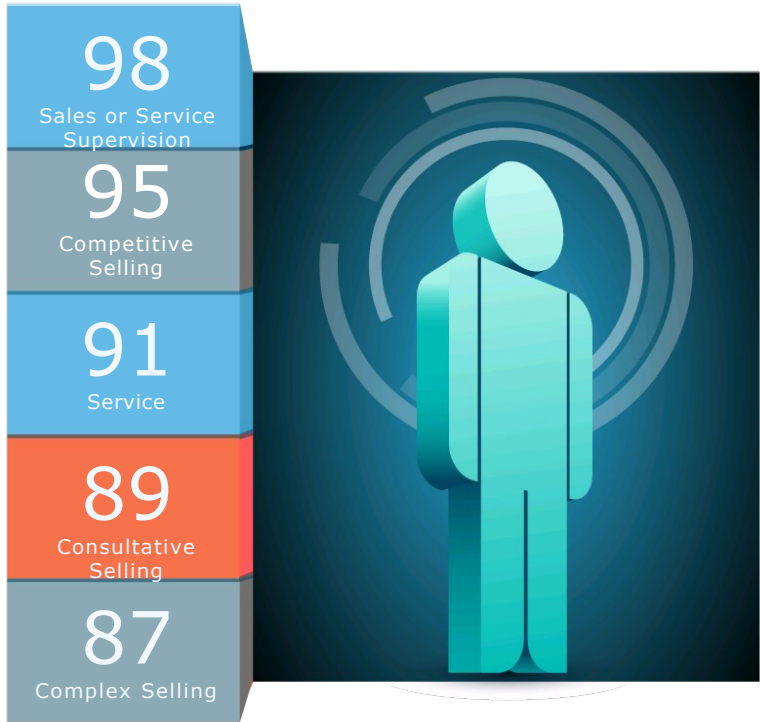 98
Sales or Service
Supervision
95
Competitive
Selling
91
Service
89
Consultative
Selling
87
Complex Selling